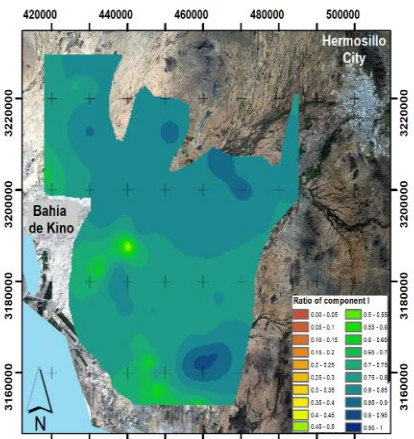 420000 440000 460000 480000 500000
Hermosillo
City
3220000 3220000
3200000 3200000
Bahia
de Kino
3180000 3180000
3160000 3160000
Ratio of component I
0.00 - 0.05 0.5 - 0.55
0.05 - 0.1 0.55 - 0.6
0.10 - 0.15 0.6 - 0.65
0.15 - 0.2 0.65 - 0.7
0.2 - 0.25 0.7 - 0.75
0.25 - 0.3 0.75 - 0.8
0.3 - 0.35 0.8 - 0.85
0.35 - 0.4 0.85 - 0.9
0.4 - 0.45 0.9 - 0.95
0.45 - 0.5 0.95 - 1
N